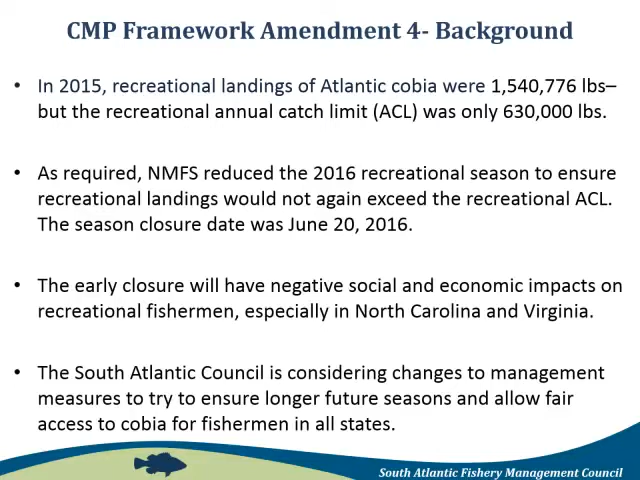 CMP Framework Amendment 4- Background
• In 2015, recreational landings of Atlantic cobia were 1,540,776 lbs–
but the recreational annual catch limit (ACL) was only 630,000 lbs.
• As required, NMFS reduced the 2016 recreational season to ensure
recreational landings would not again exceed the recreational ACL.
The season closure date was June 20, 2016.
• The early closure will have negative social and economic impacts on
recreational fishermen, especially in North Carolina and Virginia.
• The South Atlantic Council is considering changes to management
measures to try to ensure longer future seasons and allow fair
access to cobia for fishermen in all states.
South Atlantic Fishery Management Council